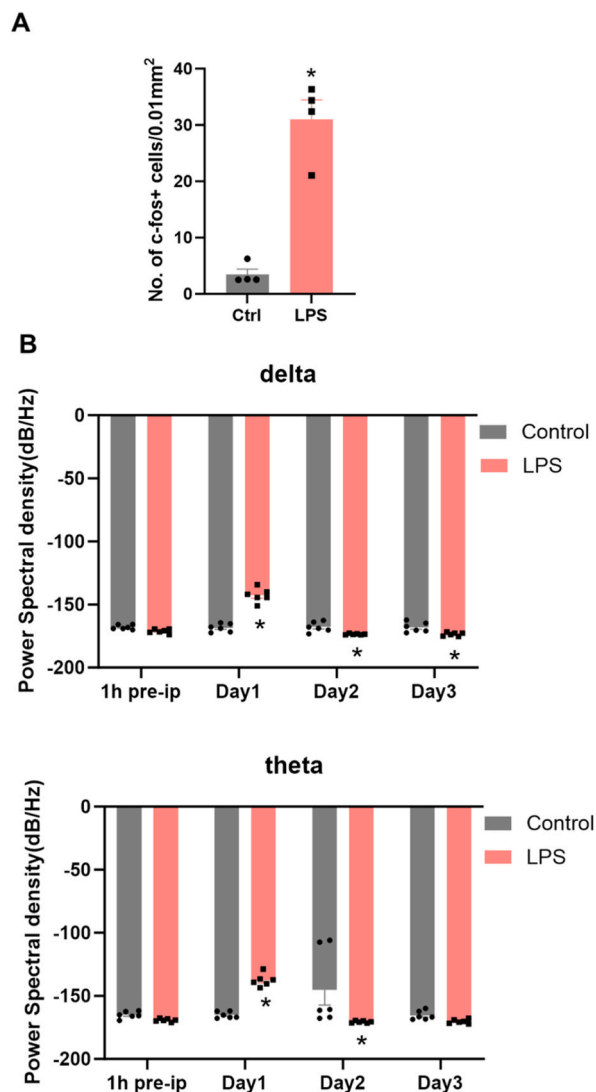 A
No. of c-fos+ cells/0.01mm²
40
30
20
10
0
*
Ctrl
LPS
B
delta
Power Spectral density(dB/Hz)
0
-50
-100
-150
-200
*
*
*
1h pre-ip
Day1
Day2
Day3
Control
LPS
theta
Power Spectral density(dB/Hz)
0
-50
-100
-150
-200
*
*
1h pre-ip
Day1
Day2
Day3
Control
LPS